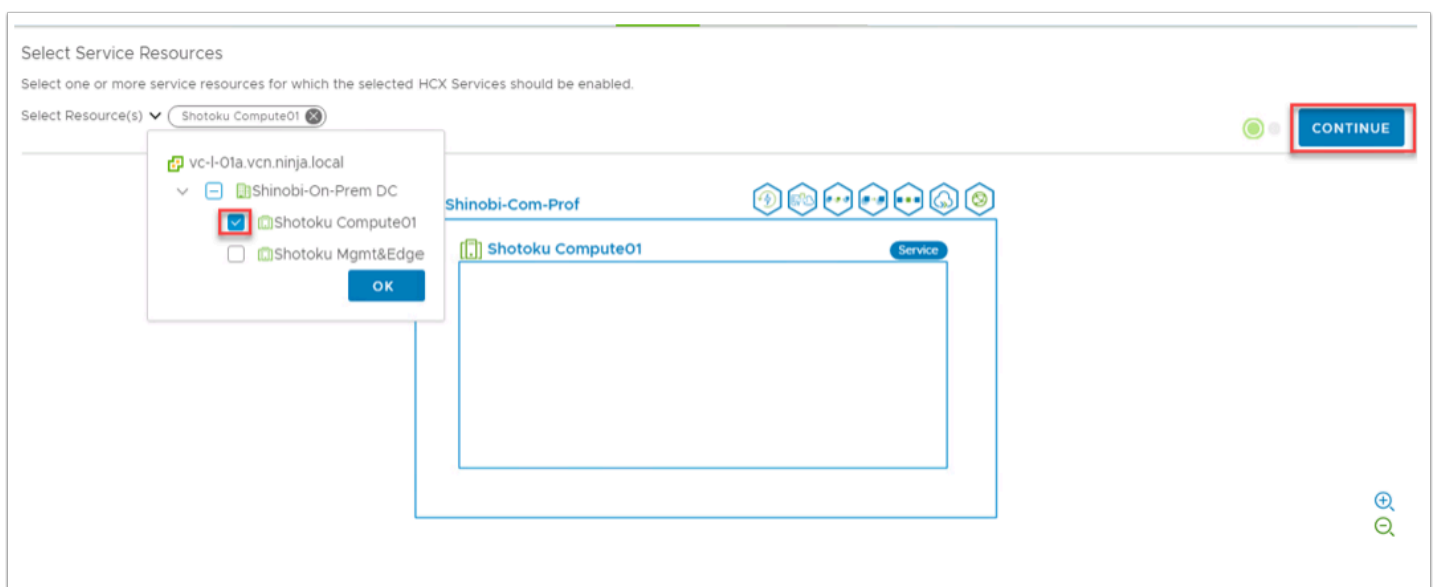 Select Service Resources
Select one or more service resources for which the selected HCX Services should be enabled.
Select Resource(s) Shotoku Compute01
CONTINUE
vc-l-01a.vcn.ninja.local
Shinobi-On-Prem DC
Shotoku Compute01
Shotoku Mgmt&Edge
OK
Shinobi-Com-Prof
Shotoku Compute01 Service